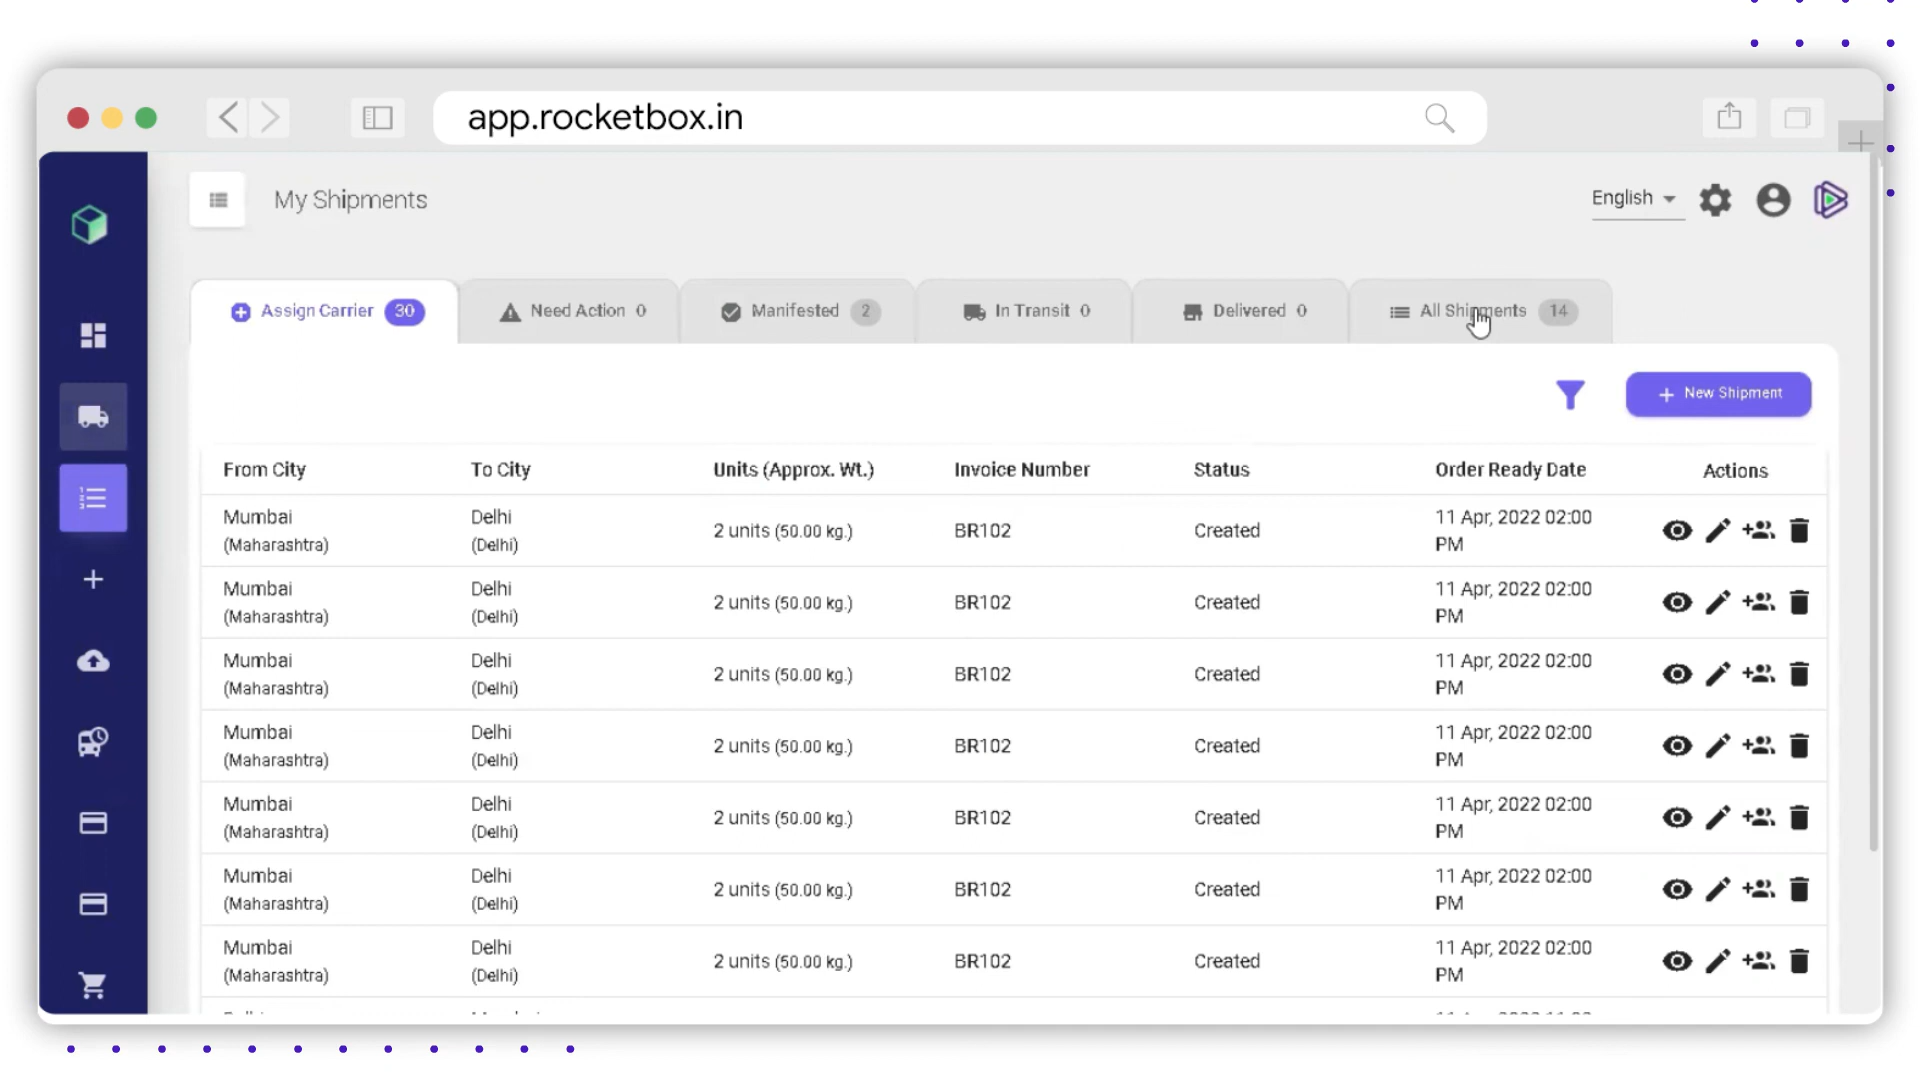 app.rocketbox.in
My Shipments
English
Assign Carrier 30
Need Action 0
Manifested 2
In Transit 0
Delivered 0
All Shipments 14
+ New Shipment
From City To City Units (Approx. Wt.) Invoice Number Status Order Ready Date Actions
Mumbai Delhi 2 units (50.00 kg.) BR102 Created 11 Apr, 2022 02:00
(Maharashtra) (Delhi) PM
Mumbai Delhi 2 units (50.00 kg.) BR102 Created 11 Apr, 2022 02:00
(Maharashtra) (Delhi) PM
Mumbai Delhi 2 units (50.00 kg.) BR102 Created 11 Apr, 2022 02:00
(Maharashtra) (Delhi) PM
Mumbai Delhi 2 units (50.00 kg.) BR102 Created 11 Apr, 2022 02:00
(Maharashtra) (Delhi) PM
Mumbai Delhi 2 units (50.00 kg.) BR102 Created 11 Apr, 2022 02:00
(Maharashtra) (Delhi) PM
Mumbai Delhi 2 units (50.00 kg.) BR102 Created 11 Apr, 2022 02:00
(Maharashtra) (Delhi) PM
Mumbai Delhi 2 units (50.00 kg.) BR102 Created 11 Apr, 2022 02:00
(Maharashtra) (Delhi) PM